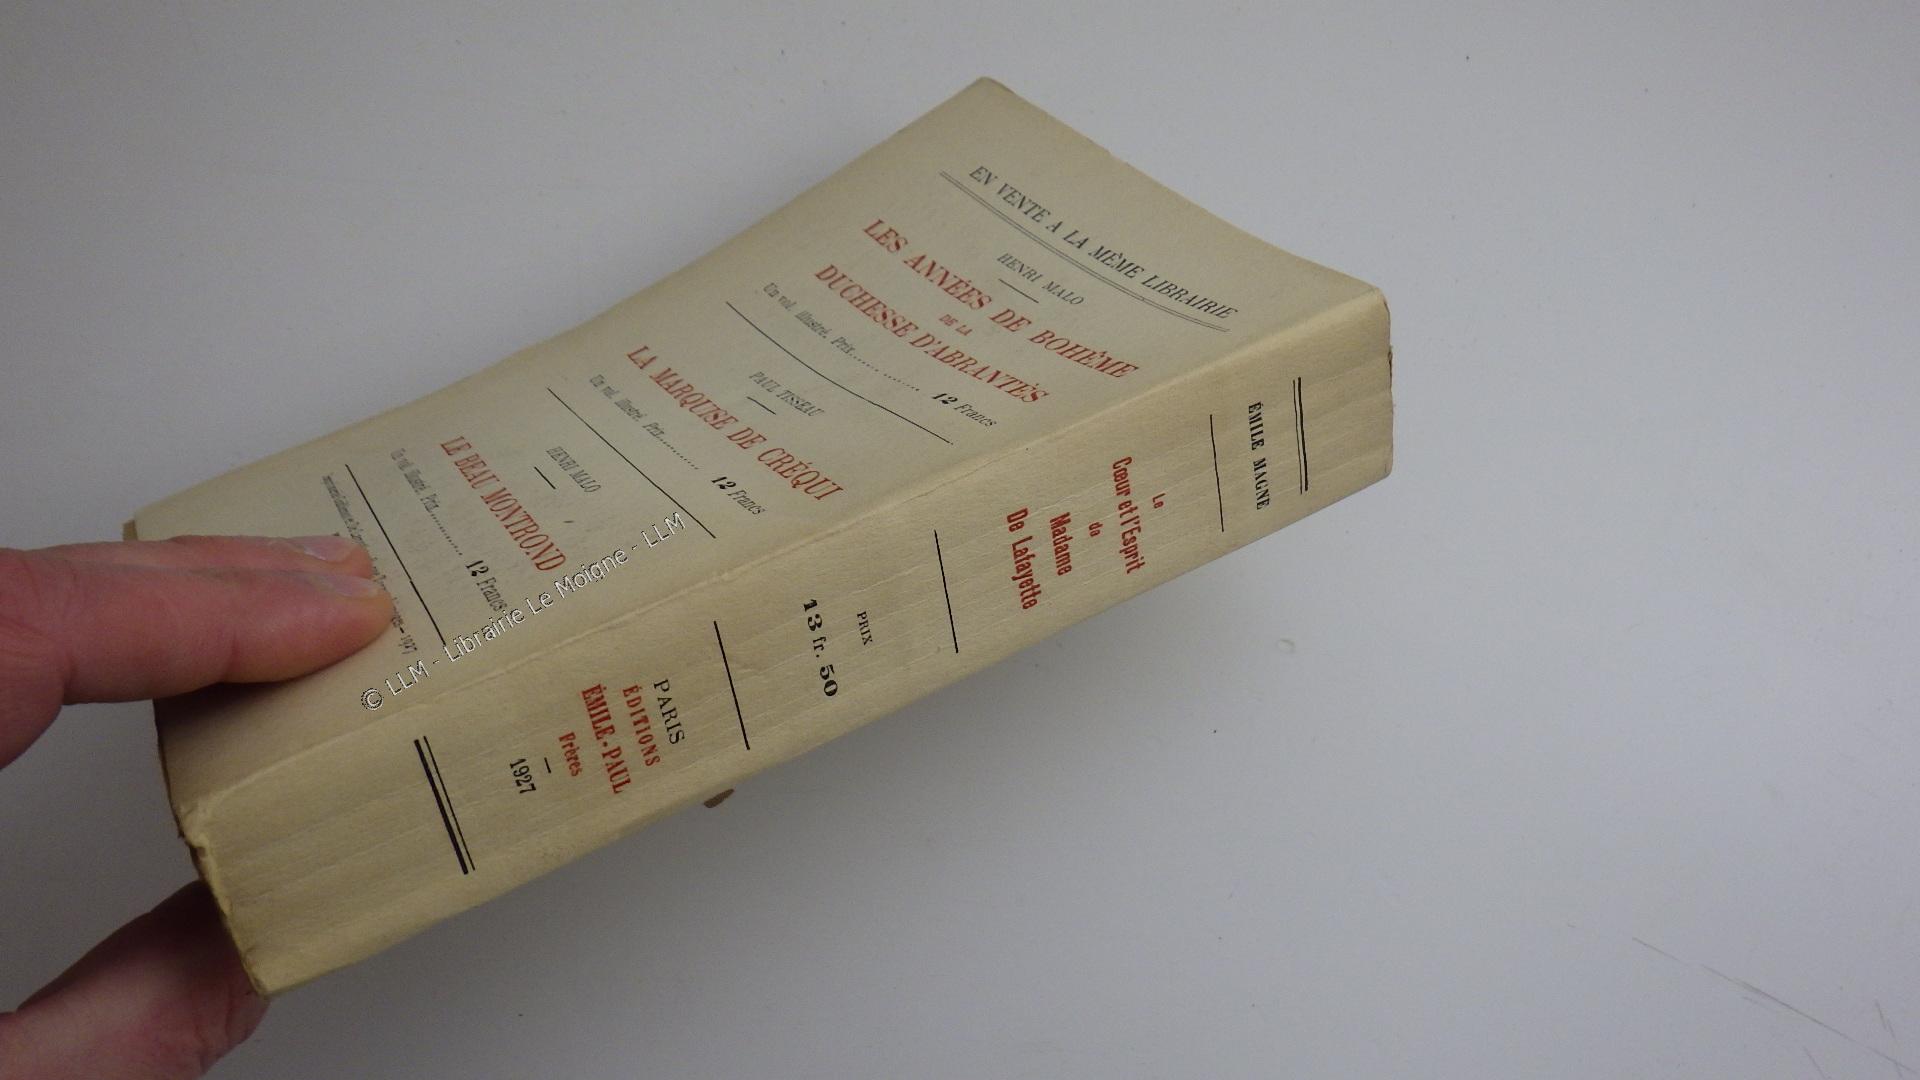 EN VENTE A LA MÊME LIBRAIRIE
HENRI MALO
LES ANNÉES DE BOHÈME
DE LA
DUCHESSE D'ABRANTÈS
Un vol. illustré. Prix........ ....... 12 Francs
PAUL TISSEAU
LA MARQUISE DE CRÉQUI
Un vol. illustré. Prix.......... 12 Francs
HENRI MALO
LE BEAU MONTROND
Un vol. illustré. Prix.......... 12 Francs
1927
ÉMILE MAGNE
Le
Cœur et l'Esprit
de
Madame
De Lafayette
PRIX
13 fr. 50
PARIS
ÉDITIONS
ÉMILE-PAUL
Frères
1927
© LLM - Librairie Le Moigne - LLM